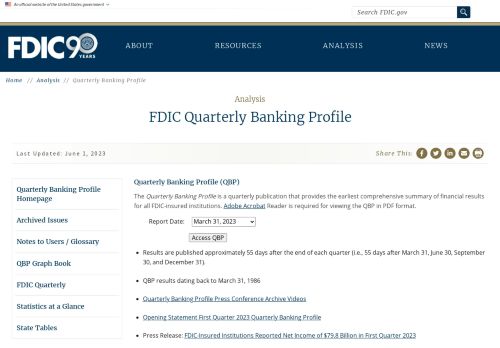 An official website of the United States government
Search FDIC.gov
FDIC 90 YEARS
ABOUT RESOURCES ANALYSIS NEWS
Home // Analysis // Quarterly Banking Profile
Analysis
FDIC Quarterly Banking Profile
Last Updated: June 1, 2023
Share This:
Quarterly Banking Profile Homepage
Archived Issues
Notes to Users / Glossary
QBP Graph Book
FDIC Quarterly
Statistics at a Glance
State Tables
Quarterly Banking Profile (QBP)
The Quarterly Banking Profile is a quarterly publication that provides the earliest comprehensive summary of financial results
for all FDIC-insured institutions. Adobe Acrobat Reader is required for viewing the QBP in PDF format.
Report Date: March 31, 2023
Access QBP
• Results are published approximately 55 days after the end of each quarter (i.e., 55 days after March 31, June 30, September
30, and December 31).
• QBP results dating back to March 31, 1986
• Quarterly Banking Profile Press Conference Archive Videos
• Opening Statement First Quarter 2023 Quarterly Banking Profile
• Press Release: FDIC-Insured Institutions Reported Net Income of $79.8 Billion in First Quarter 2023